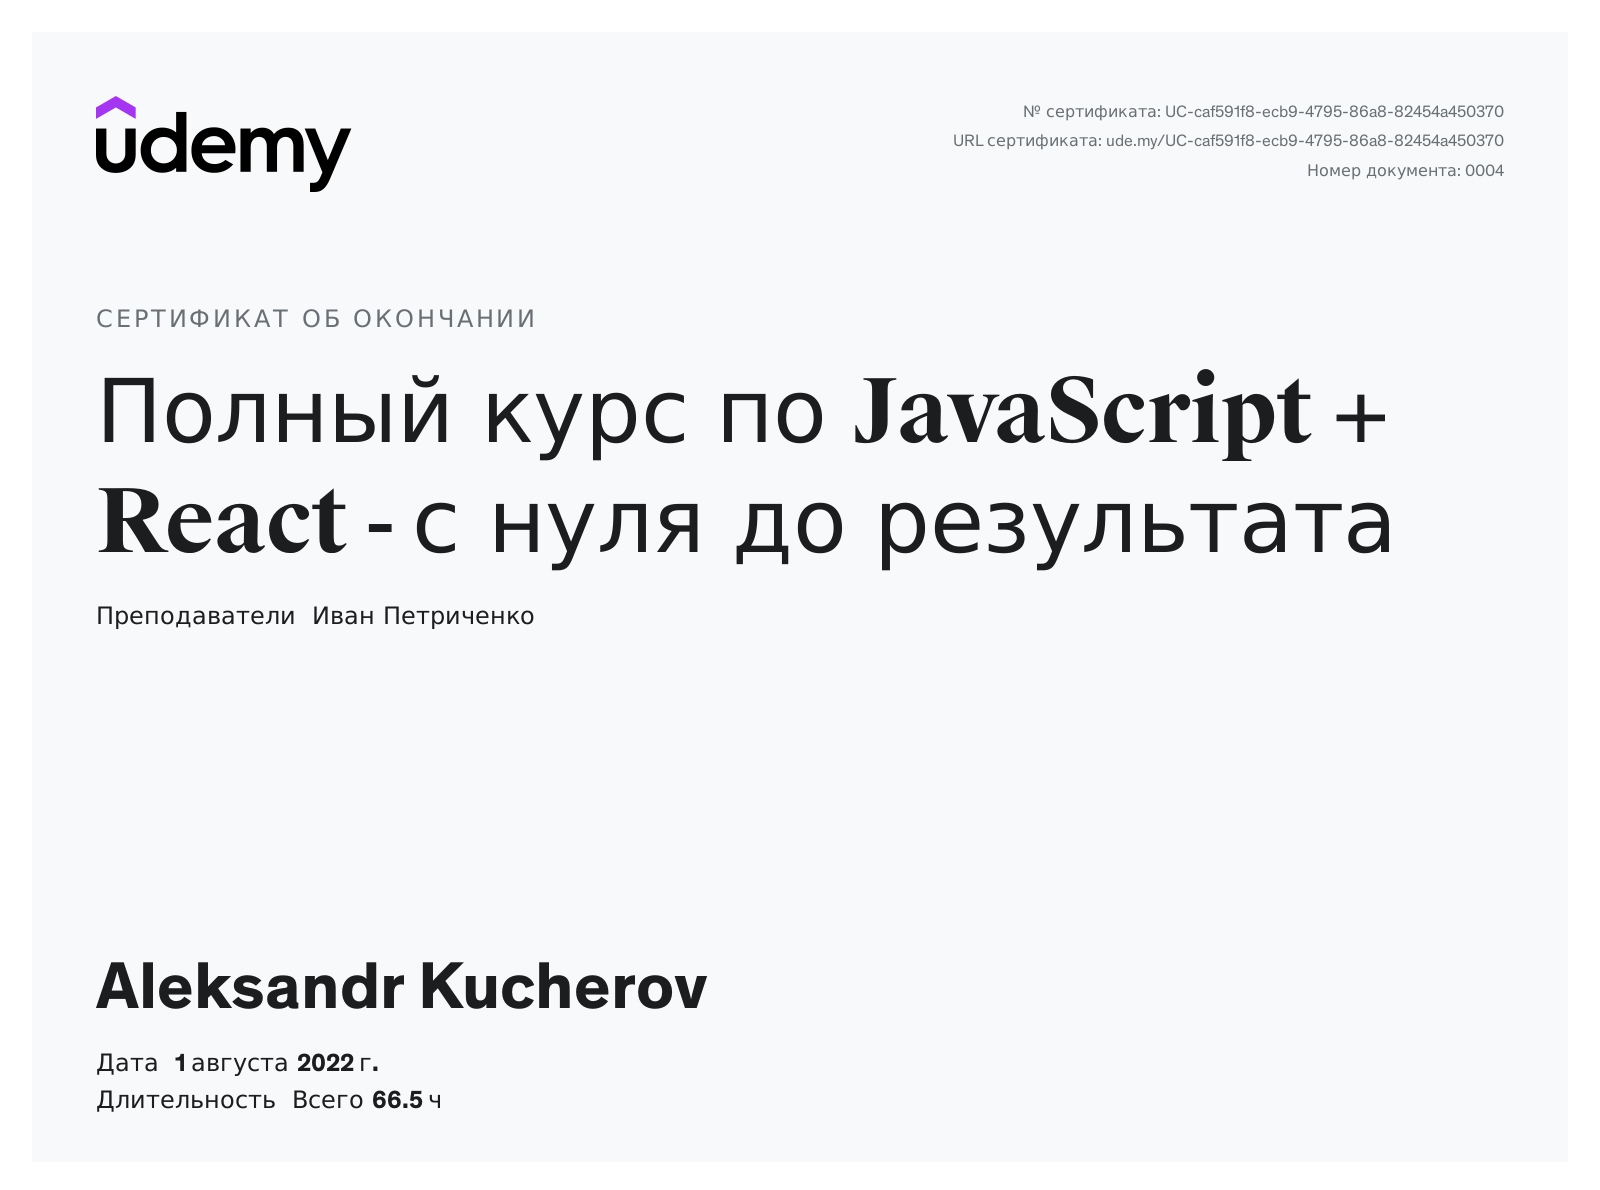 udemy
№ сертификата: UC-caf591f8-ecb9-4795-86a8-82454a450370
URL сертификата: ude.my/UC-caf591f8-ecb9-4795-86a8-82454a450370
Номер документа: 0004
СЕРТИФИКАТ ОБ ОКОНЧАНИИ
Полный курс по JavaScript +
React - с нуля до результата
Преподаватели Иван Петриченко
Aleksandr Kucherov
Дата 1 августа 2022 г.
Длительность Всего 66.5 ч